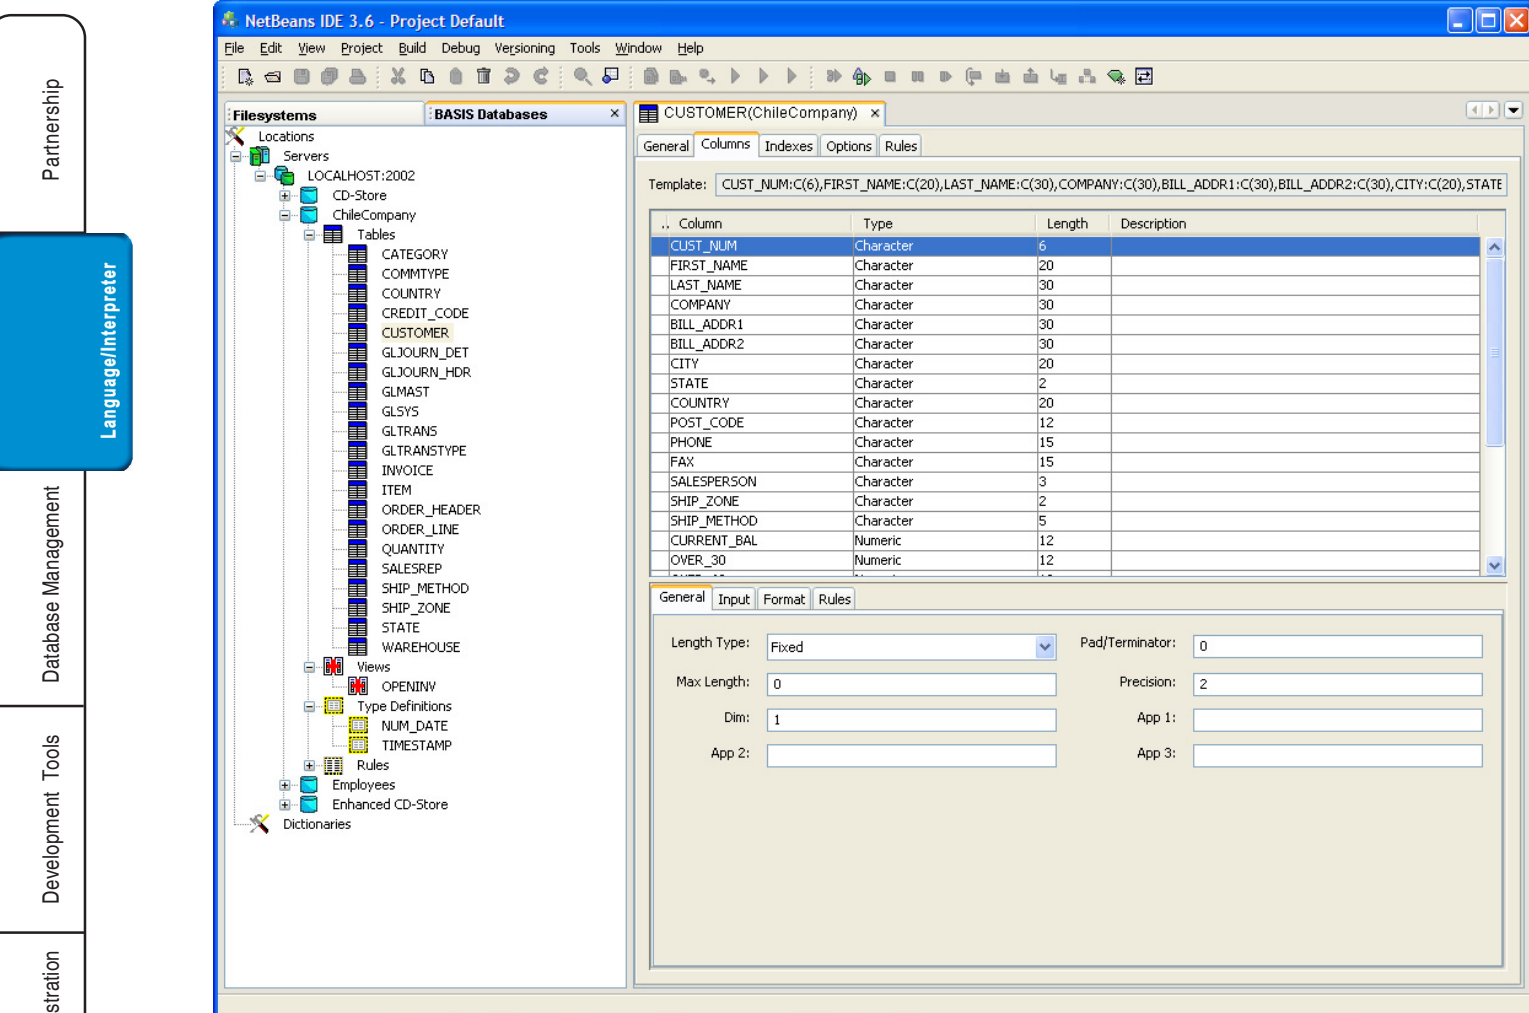 Partnership
Language/Interpreter
Database Management
Development Tools
stration
NetBeans IDE 3.6 - Project Default
File Edit View Project Build Debug Versioning Tools Window Help
Filesystems
BASIS Databases
Locations
Servers
LOCALHOST:2002
CD-Store
ChileCompany
Tables
CATEGORY
COMMTYPE
COUNTRY
CREDIT_CODE
CUSTOMER
GLJOURN_DET
GLJOURN_HDR
GLMAST
GLSYS
GLTRANS
GLTRANSTYPE
INVOICE
ITEM
ORDER_HEADER
ORDER_LINE
QUANTITY
SALESREP
SHIP_METHOD
SHIP_ZONE
STATE
WAREHOUSE
Views
OPENINV
Type Definitions
NUM_DATE
TIMESTAMP
Rules
Employees
Enhanced CD-Store
Dictionaries
CUSTOMER(ChileCompany)
General Columns Indexes Options Rules
Template: CUST_NUM:C(6),FIRST_NAME:C(20),LAST_NAME:C(30),COMPANY:C(30),BILL_ADDR1:C(30),BILL_ADDR2:C(30),CITY:C(20),STATE
.. Column Type Length Description
CUST_NUM Character 6
FIRST_NAME Character 20
LAST_NAME Character 30
COMPANY Character 30
BILL_ADDR1 Character 30
BILL_ADDR2 Character 30
CITY Character 20
STATE Character 2
COUNTRY Character 20
POST_CODE Character 12
PHONE Character 15
FAX Character 15
SALESPERSON Character 3
SHIP_ZONE Character 2
SHIP_METHOD Character 5
CURRENT_BAL Numeric 12
OVER_30 Numeric 12
General Input Format Rules
Length Type: Fixed Pad/Terminator: 0
Max Length: 0 Precision: 2
Dim: 1 App 1:
App 2: App 3: